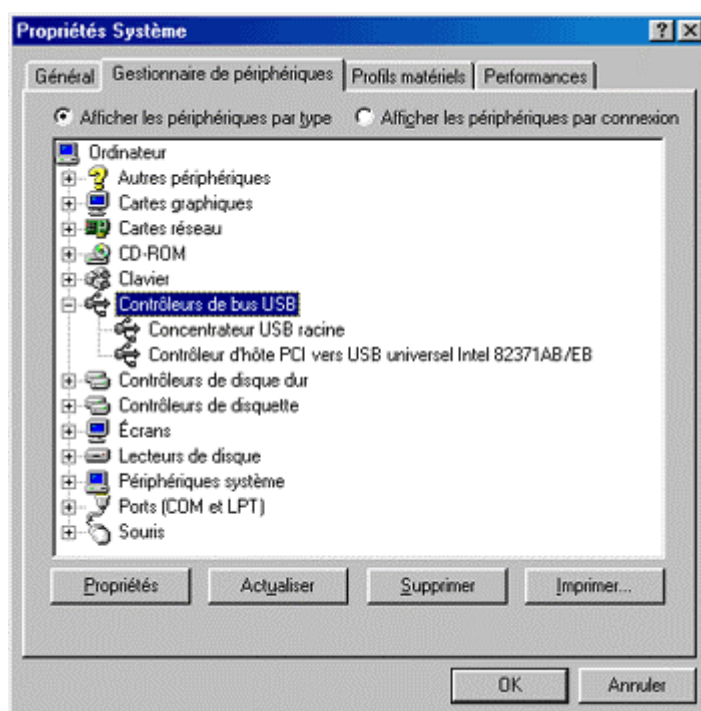 Propriétés Système
Général Gestionnaire de périphériques Profils matériels Performances
Afficher les périphériques par type Afficher les périphériques par connexion
Ordinateur
Autres périphériques
Cartes graphiques
Cartes réseau
CD-ROM
Clavier
Contrôleurs de bus USB
Concentrateur USB racine
Contrôleur d'hôte PCI vers USB universel Intel 82371AB/EB
Contrôleurs de disque dur
Contrôleurs de disquette
Écrans
Lecteurs de disque
Périphériques système
Ports (COM et LPT)
Souris
Propriétés Actualiser Supprimer Imprimer...
OK Annuler